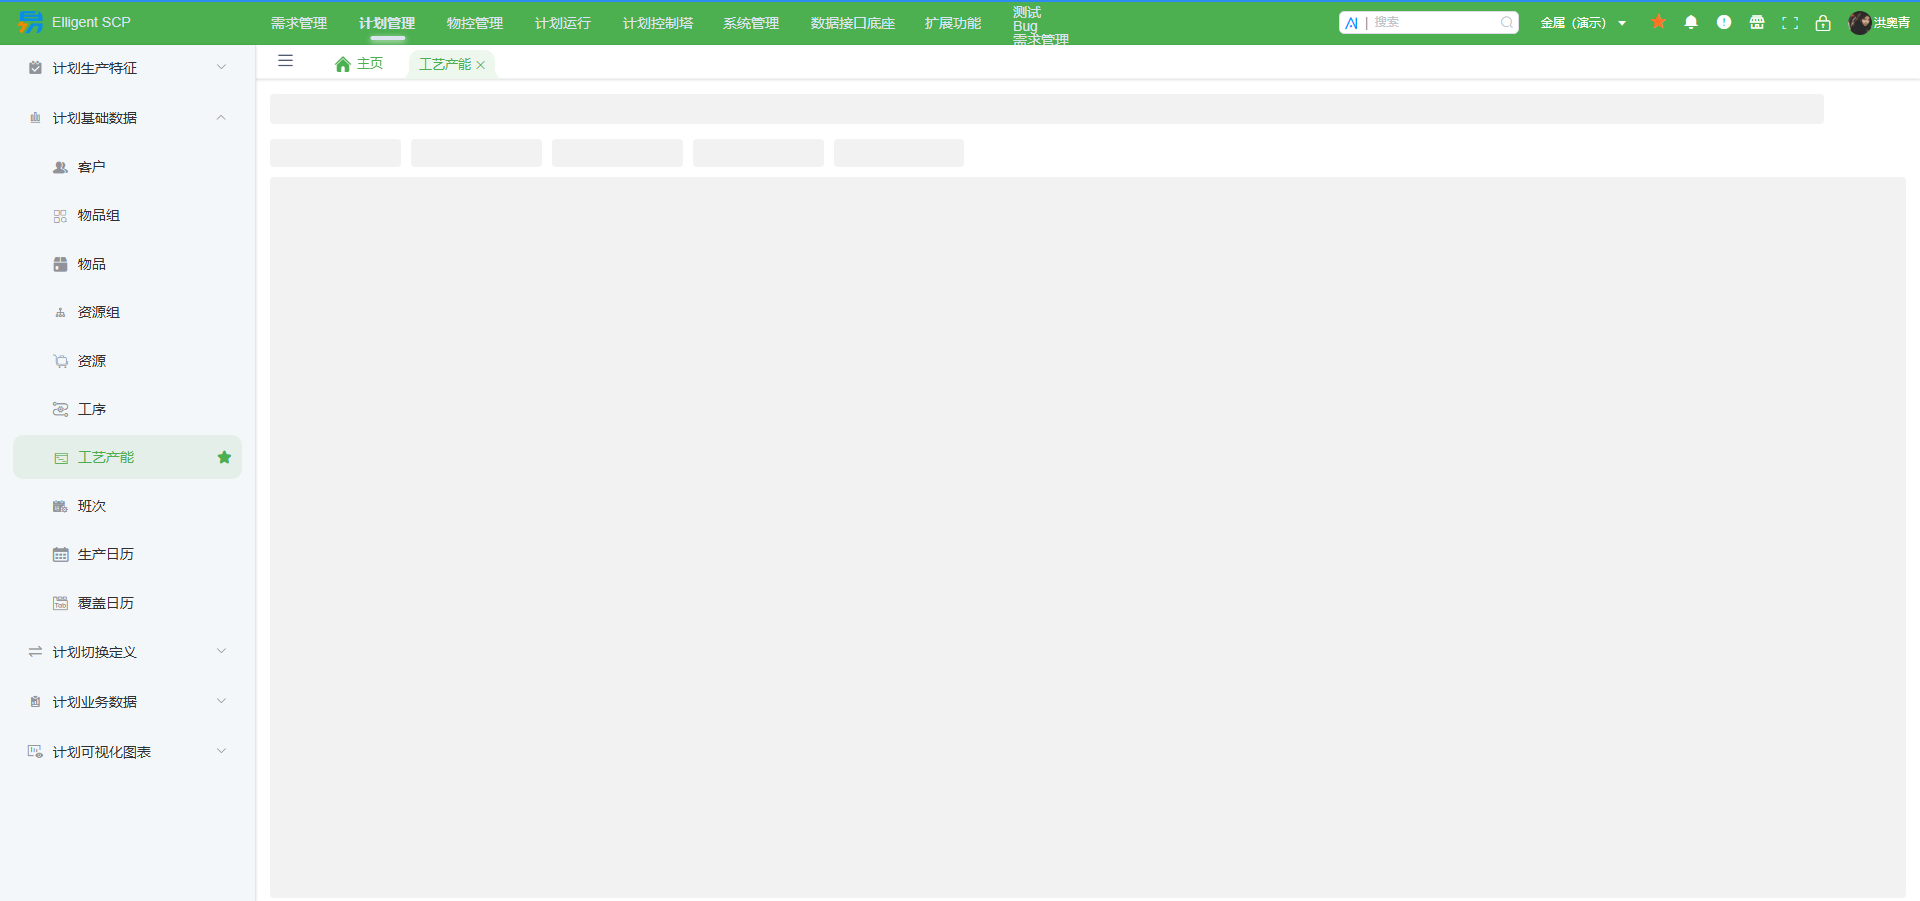 Elligent SCP
需求管理
计划管理
物控管理
计划运行
计划控制塔
系统管理
数据接口底座
扩展功能
测试
Bug
需求管理
AI | 搜索
金属（演示）
洪奥青
主页
工艺产能
计划生产特征
计划基础数据
客户
物品组
物品
资源组
资源
工序
工艺产能
班次
生产日历
Tab
覆盖日历
计划切换定义
计划业务数据
计划可视化图表